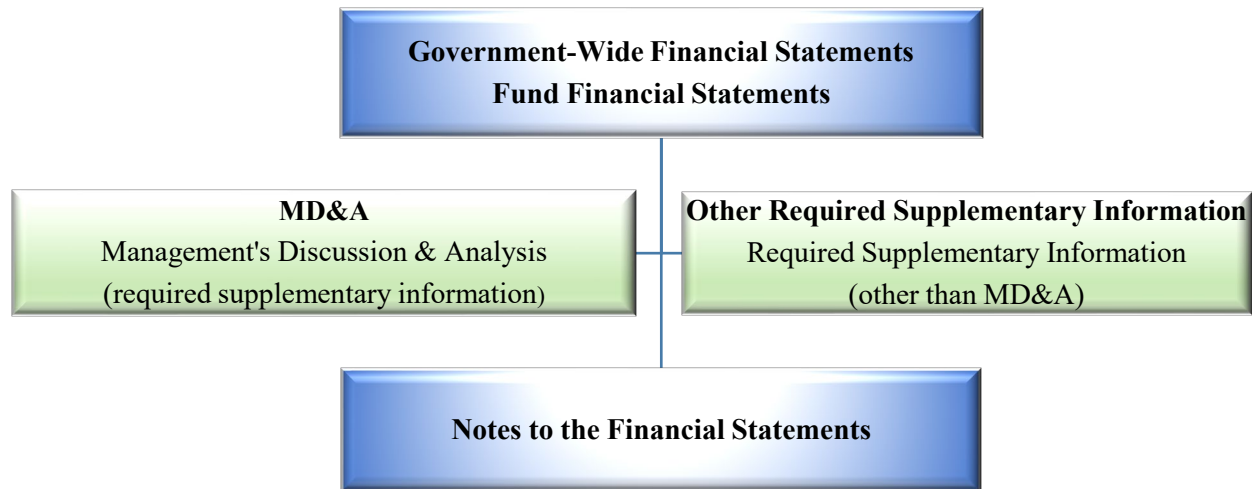 Government-Wide Financial Statements
Fund Financial Statements
MD&A
Management's Discussion & Analysis
(required supplementary information)
Other Required Supplementary Information
Required Supplementary Information
(other than MD&A)
Notes to the Financial Statements